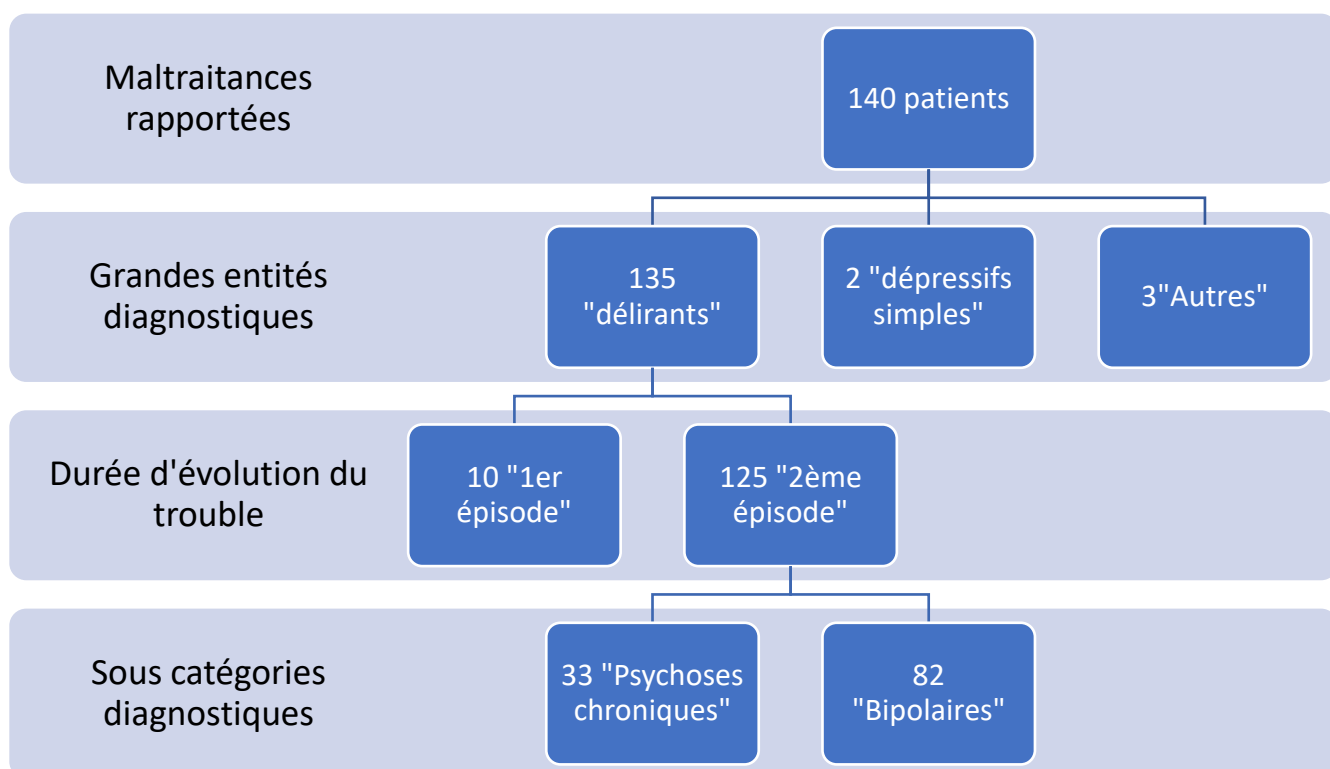 Maltraitances
rapportées
140 patients
Grandes entités
diagnostiques
135
"délirants"
2 "dépressifs
simples"
3"Autres"
Durée d'évolution du
trouble
10 "1er
épisode"
125 "2ème
épisode"
Sous catégories
diagnostiques
33 "Psychoses
chroniques"
82
"Bipolaires"